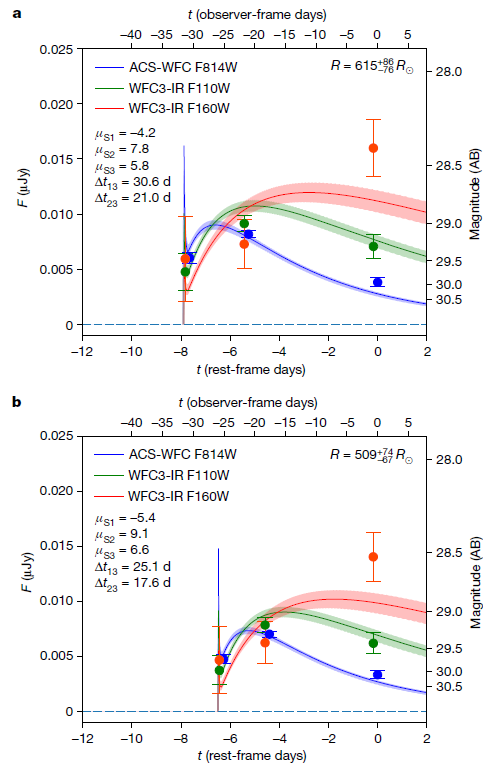 a
t (observer-frame days)
−40 −35 −30 −25 −20 −15 −10 −5 0 5
0.025
0.020
0.015
0.010
0.005
0
F (μJy)
ACS-WFC F814W
WFC3-IR F110W
WFC3-IR F160W
R = 615+86−76 R⊙
μS1 = –4.2
μS2 = 7.8
μS3 = 5.8
Δt13 = 30.6 d
Δt23 = 21.0 d
28.0
28.5
29.0
29.5
30.0
30.5
Magnitude (AB)
−12 −10 −8 −6 −4 −2 0 2
t (rest-frame days)
b
t (observer-frame days)
−40 −35 −30 −25 −20 −15 −10 −5 0 5
0.025
0.020
0.015
0.010
0.005
0
F (μJy)
ACS-WFC F814W
WFC3-IR F110W
WFC3-IR F160W
R = 509+74−67 R⊙
μS1 = –5.4
μS2 = 9.1
μS3 = 6.6
Δt13 = 25.1 d
Δt23 = 17.6 d
28.0
28.5
29.0
29.5
30.0
30.5
Magnitude (AB)
−12 −10 −8 −6 −4 −2 0 2
t (rest-frame days)